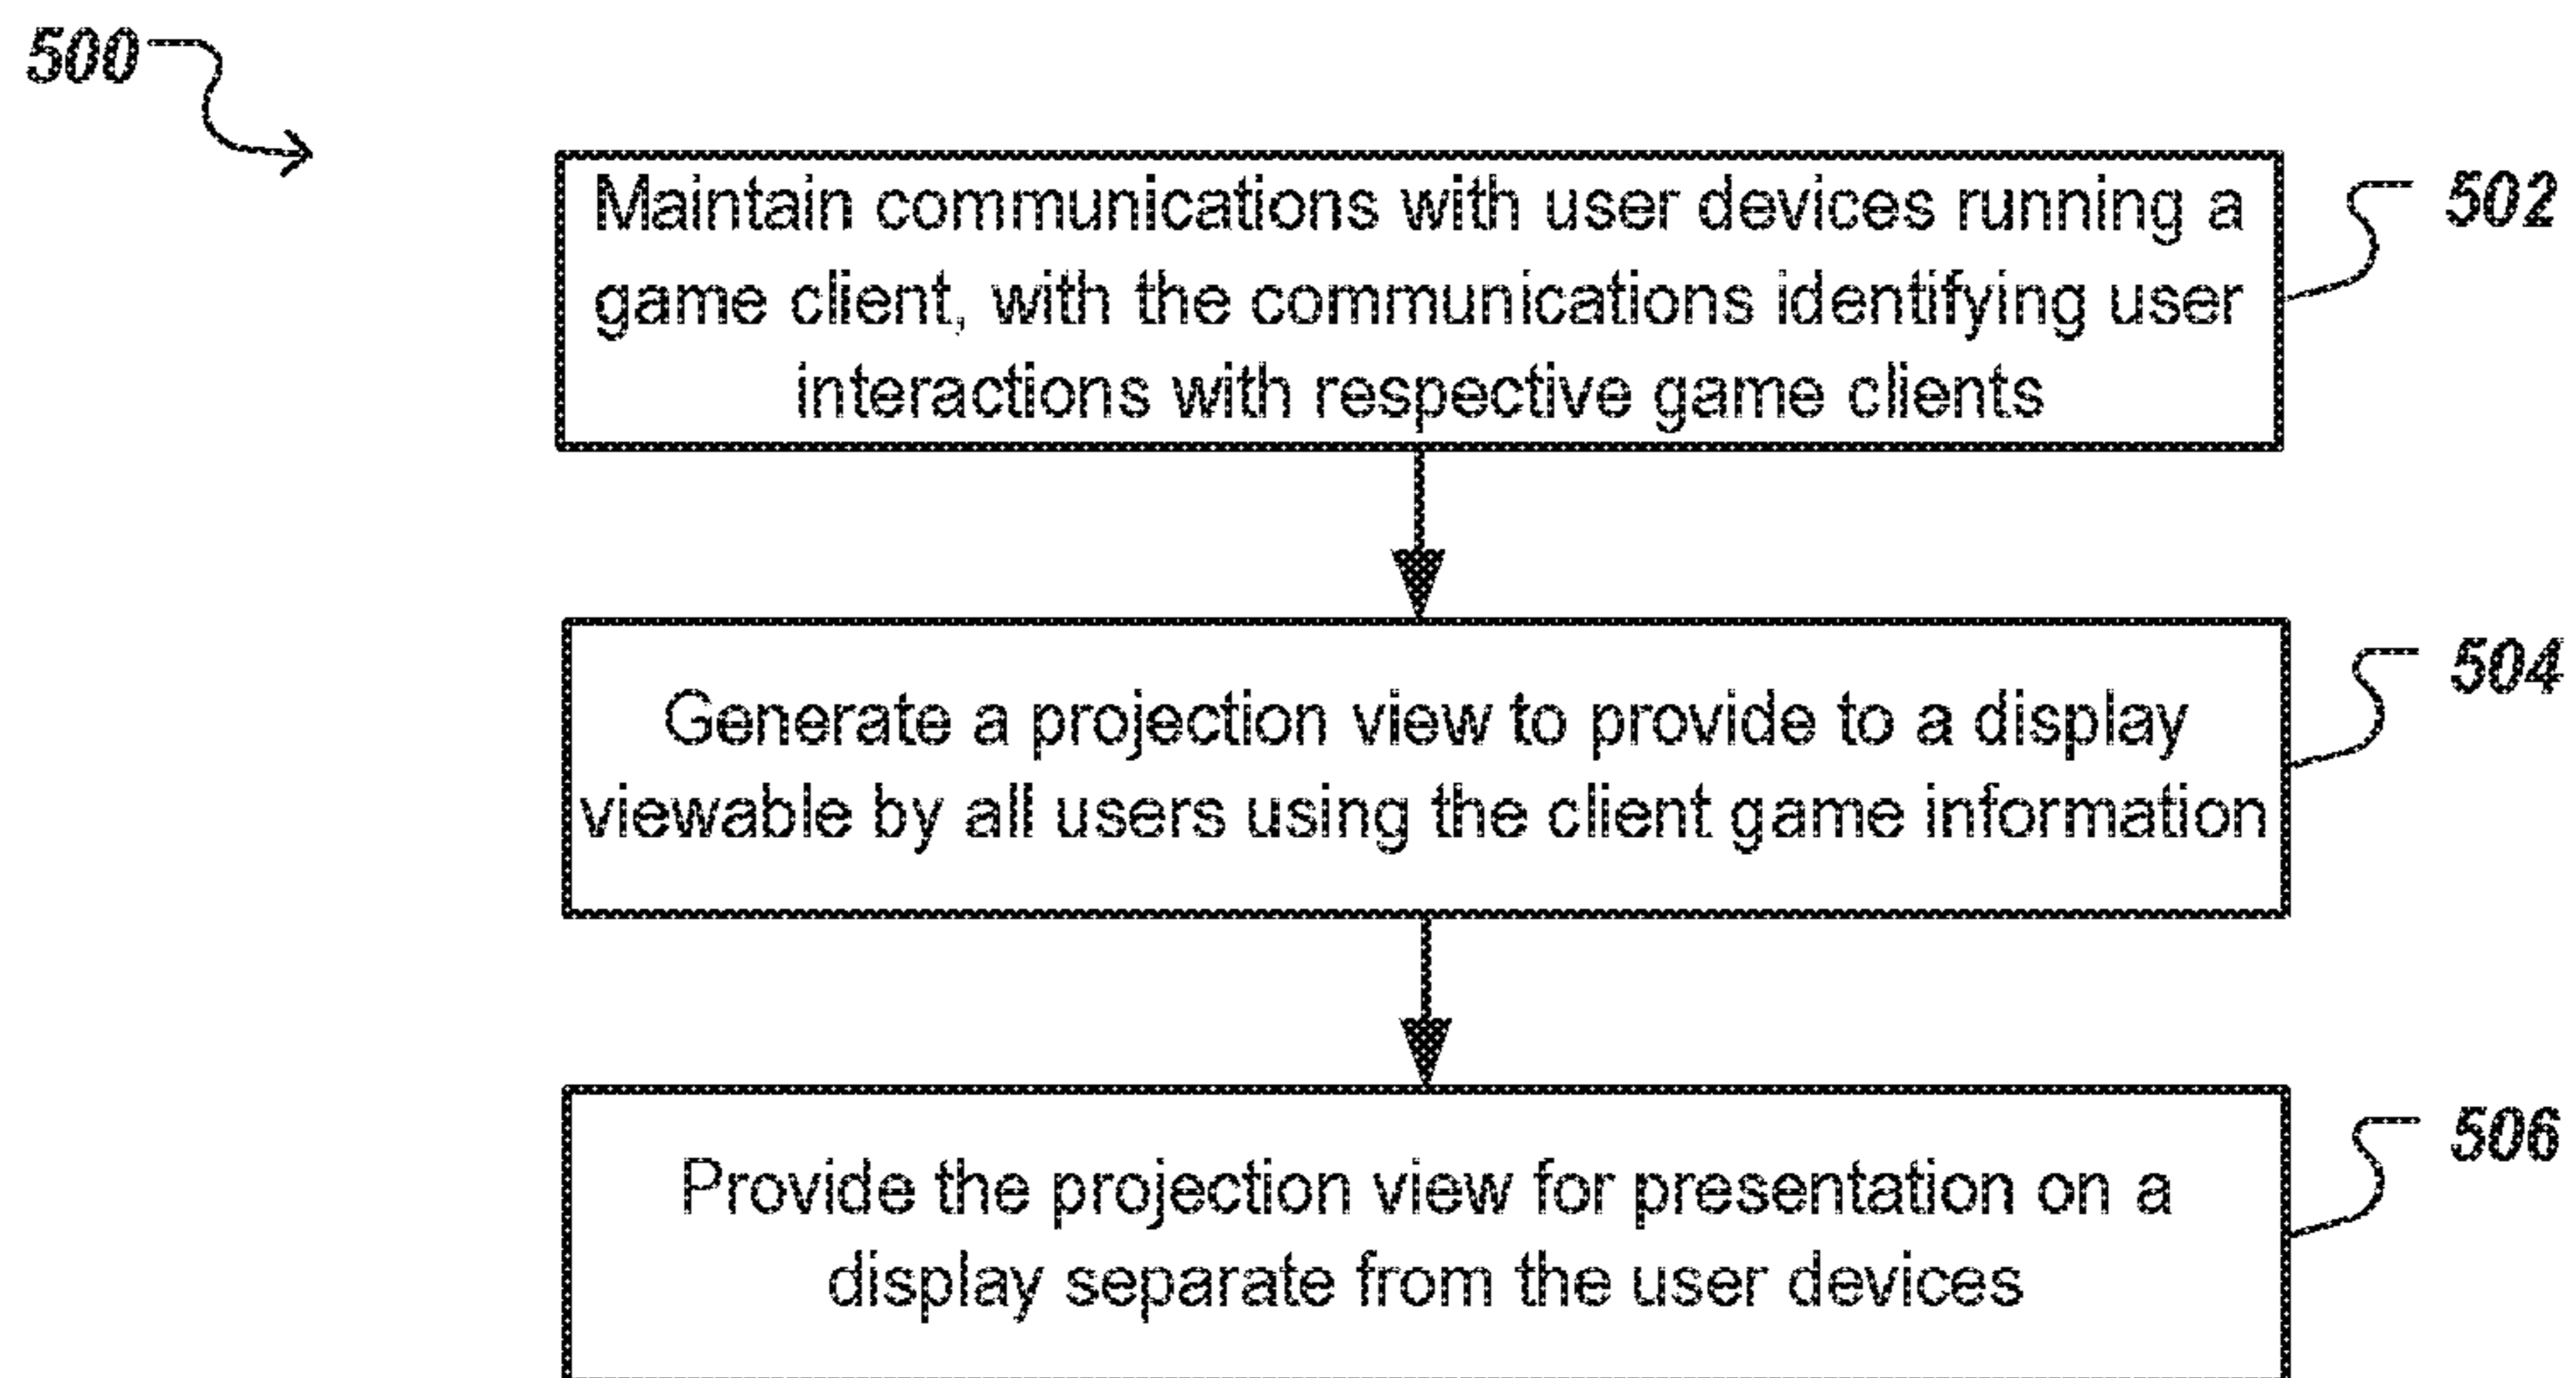 500
Maintain communications with user devices running a
game client, with the communications identifying user
interactions with respective game clients
502
Generate a projection view to provide to a display
viewable by all users using the client game information
504
Provide the projection view for presentation on a
display separate from the user devices
506